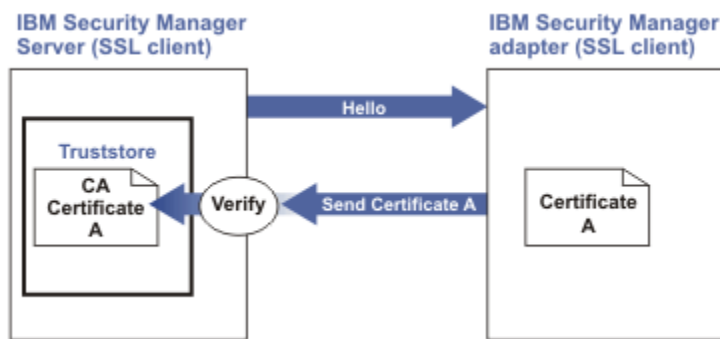 IBM Security Manager
Server (SSL client)
IBM Security Manager
adapter (SSL client)
Hello
Truststore
CA
Certificate
A
Verify
Send Certificate A
Certificate
A